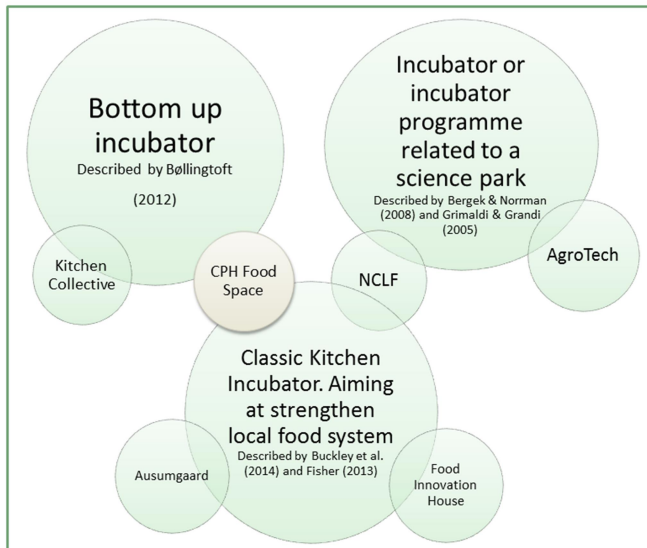 Bottom up
incubator
Described by Bøllingtoft
(2012)
Incubator or
incubator
programme
related to a
science park
Described by Bergek & Norrman
(2008) and Grimaldi & Grandi
(2005)
Kitchen
Collective
CPH Food
Space
NCLF
AgroTech
Classic Kitchen
Incubator. Aiming
at strengthen
local food system
Described by Buckley et al.
(2014) and Fisher (2013)
Ausumgaard
Food
Innovation
House